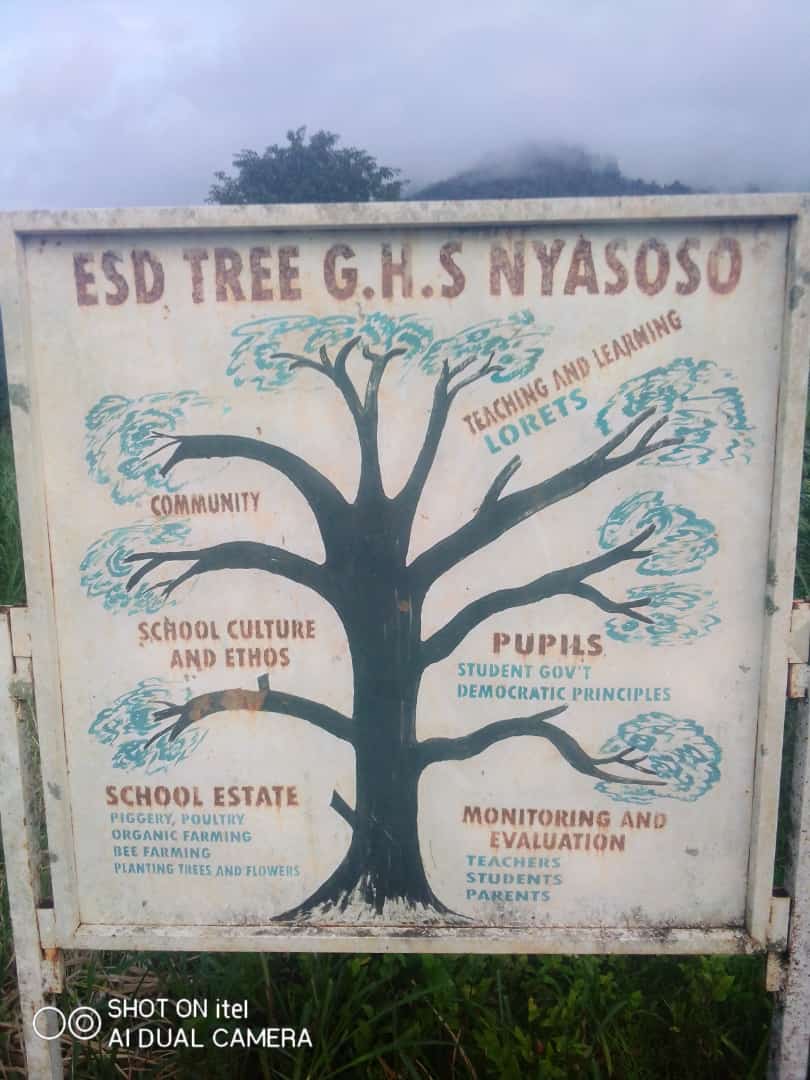 ESD TREE G.H.S NYASOSO
TEACHING AND LEARNING
LORETS
COMMUNITY
SCHOOL CULTURE
AND ETHOS
PUPILS
STUDENT GOV'T
DEMOCRATIC PRINCIPLES
SCHOOL ESTATE
PIGGERY, POULTRY
ORGANIC FARMING
BEE FARMING
PLANTING TREES AND FLOWERS
MONITORING AND
EVALUATION
TEACHERS
STUDENTS
PARENTS
SHOT ON itel
AI DUAL CAMERA